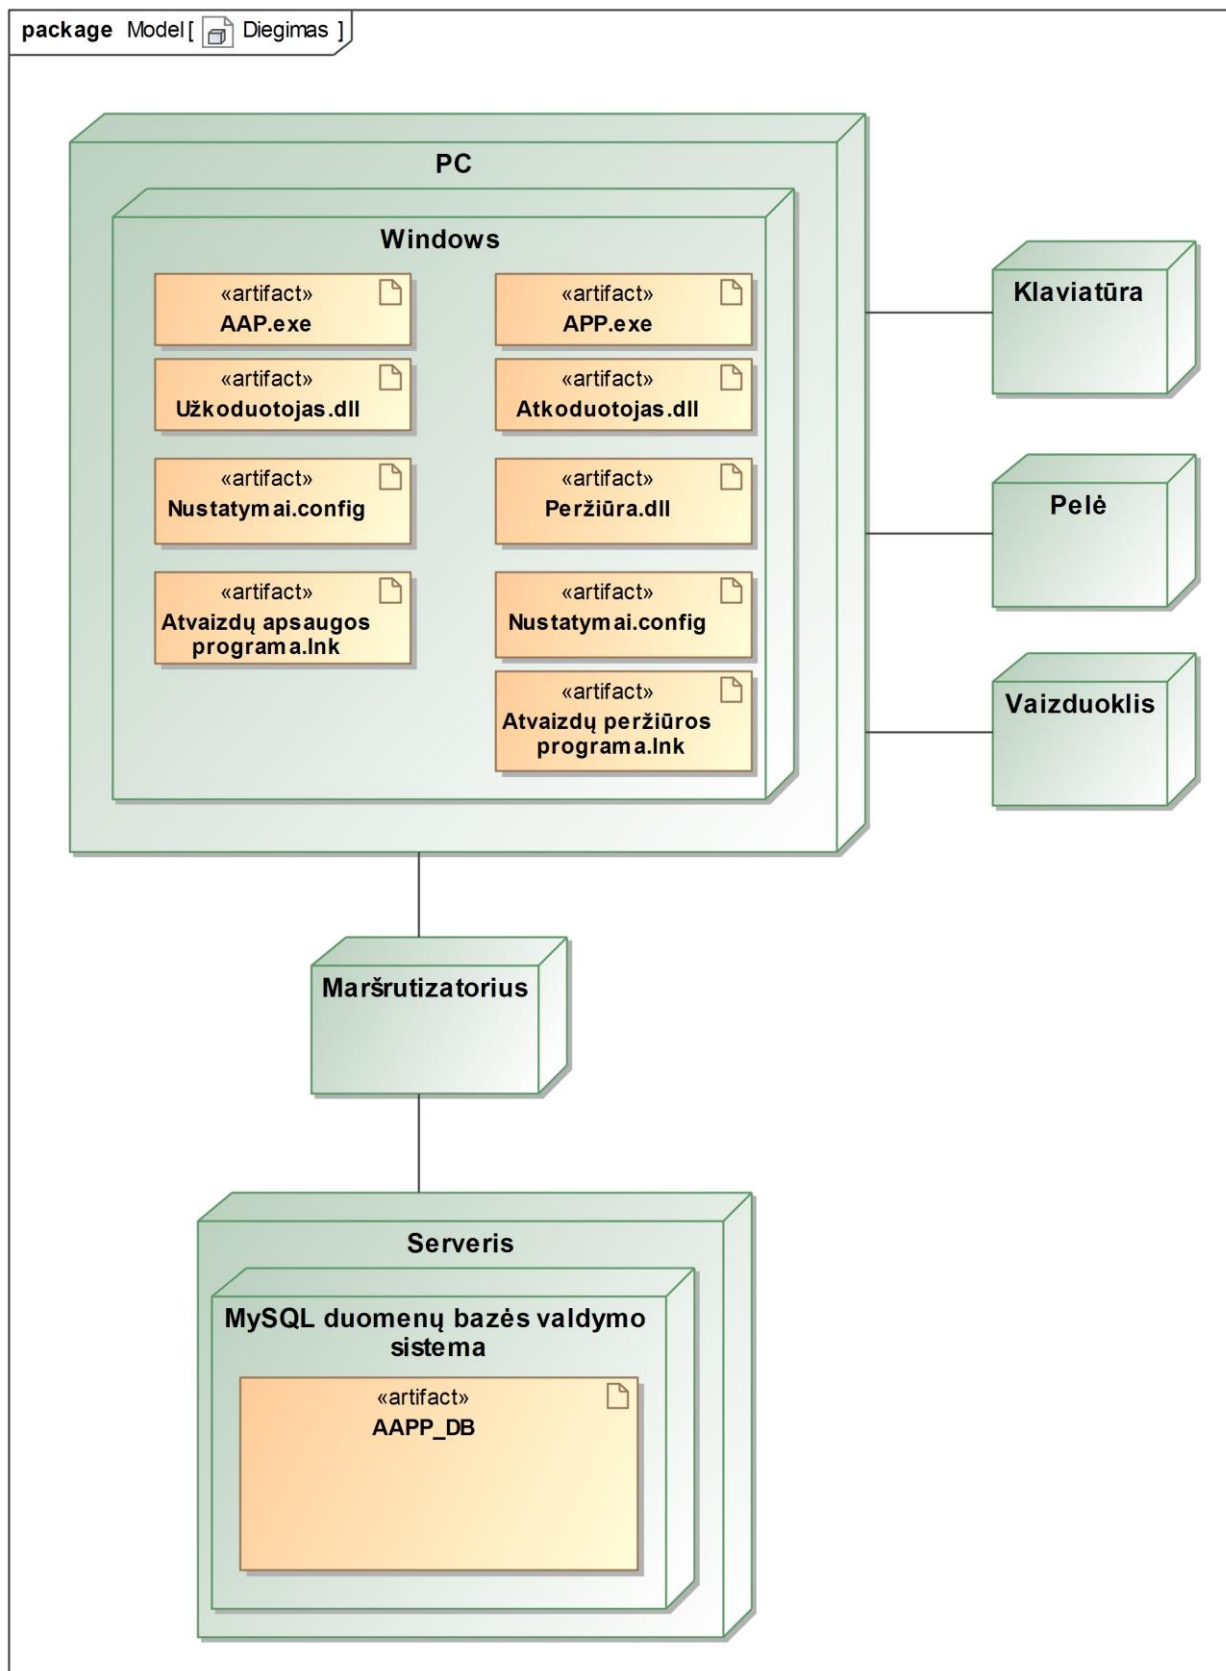 package Model [ Diegimas ]
PC
Windows
«artifact»
AAP.exe
«artifact»
Užkoduotojas.dll
«artifact»
Nustatymai.config
«artifact»
Atvaizdų apsaugos
programa.lnk
«artifact»
APP.exe
«artifact»
Atkoduotojas.dll
«artifact»
Peržiūra.dll
«artifact»
Nustatymai.config
«artifact»
Atvaizdų peržiūros
programa.lnk
Klaviatūra
Pelė
Vaizduoklis
Maršrutizatorius
Serveris
MySQL duomenų bazės valdymo
sistema
«artifact»
AAPP_DB